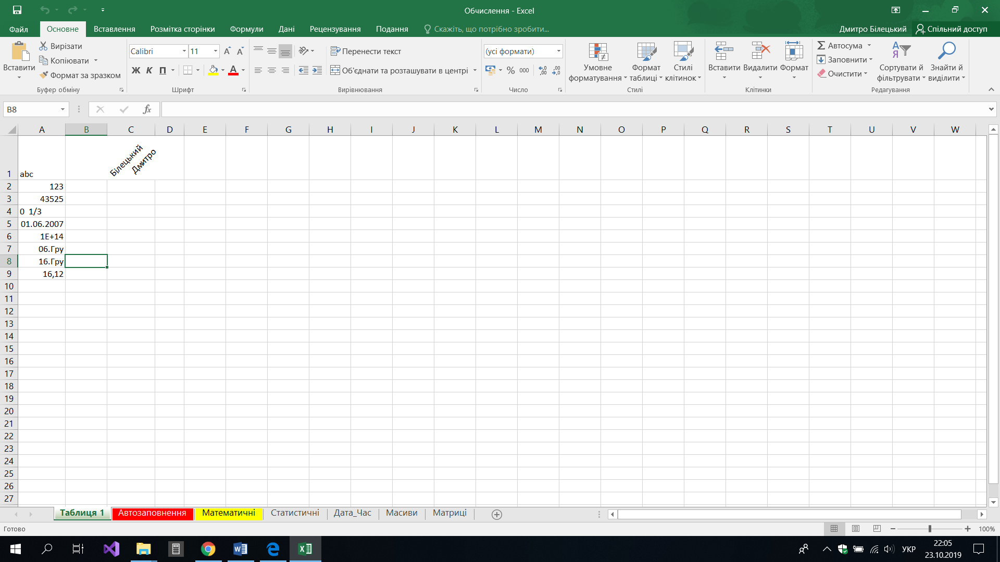 Обчислення - Excel
Файл Основне Вставлення Розмітка сторінки Формули Дані Рецензування Подання Скажіть, що потрібно зробити... Дмитро Білецький Спільний доступ
Вставити
Вирізати
Копіювати
Формат за зразком
Буфер обміну
Calibri 11
Ж К П
A
Шрифт
Перенести текст
Об'єднати та розташувати в центрі
Вирівнювання
(усі формати)
% 000
Число
Умовне форматування
Формат таблиці
Стилі клітинок
Стилі
Вставити Видалити Формат
Клітинки
Автосума
Заповнити
Очистити
Сортувати й фільтрувати
Знайти й виділити
Редагування
B8
fx
A B C D E F G H I J K L M N O P Q R S T U V W
1 abc Білецький Дмитро
2 123
3 43525
4 0 1/3
5 01.06.2007
6 1E+14
7 06.Гру
8 16.Гру
9 16,12
10
11
12
13
14
15
16
17
18
19
20
21
22
23
24
25
26
27
Таблиця 1 Автозаповнення Математичні Статистичні Дата_Час Масиви Матриці
Готово
100%
УКР
22:05
23.10.2019